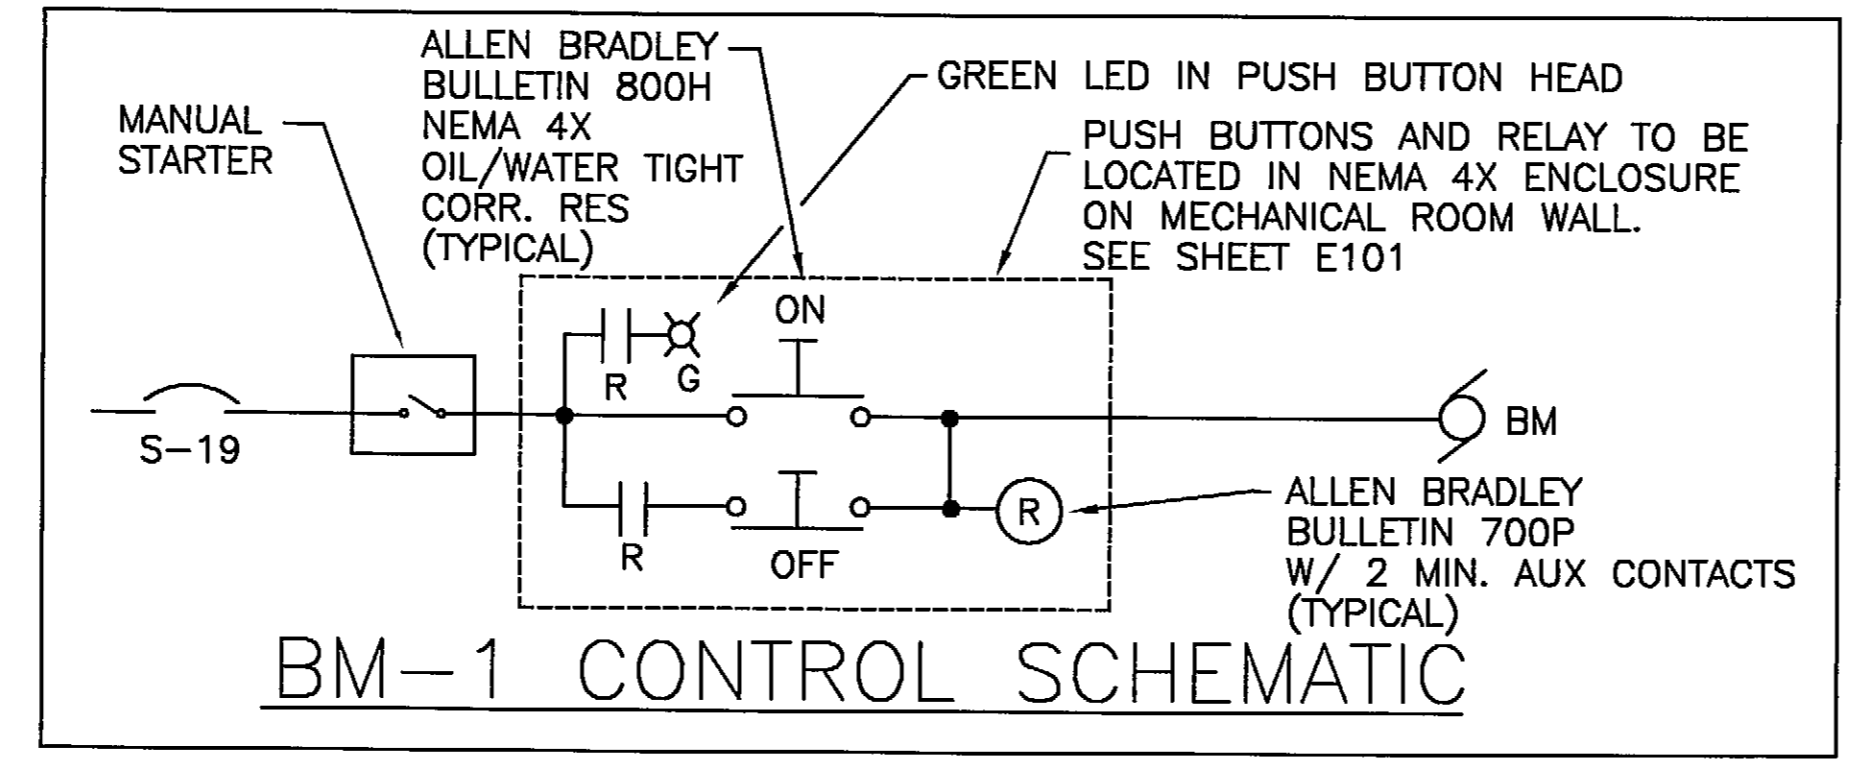 ALLEN BRADLEY
BULLETIN 800H
NEMA 4X
OIL/WATER TIGHT
CORR. RES
(TYPICAL)
GREEN LED IN PUSH BUTTON HEAD
MANUAL
STARTER
PUSH BUTTONS AND RELAY TO BE
LOCATED IN NEMA 4X ENCLOSURE
ON MECHANICAL ROOM WALL.
SEE SHEET E101
ON
R
G
S-19
BM
R
OFF
R
ALLEN BRADLEY
BULLETIN 700P
W/ 2 MIN. AUX CONTACTS
(TYPICAL)
BM-1 CONTROL SCHEMATIC